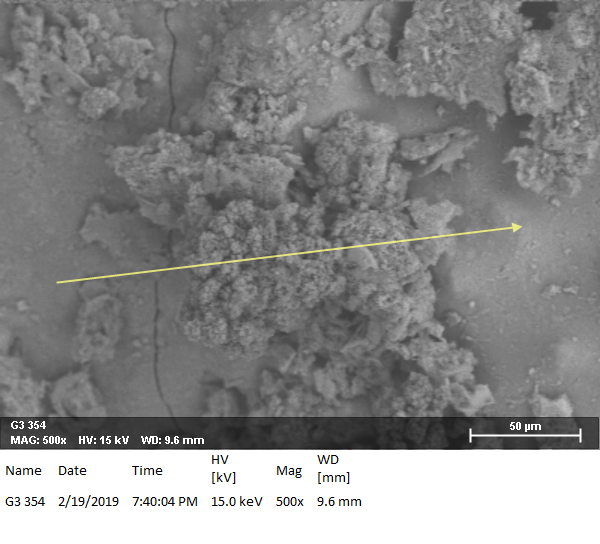 G3 354
MAG: 500x HV: 15 kV WD: 9.6 mm
50 µm
Name Date Time HV [kV] Mag WD [mm]
G3 354 2/19/2019 7:40:04 PM 15.0 keV 500x 9.6 mm